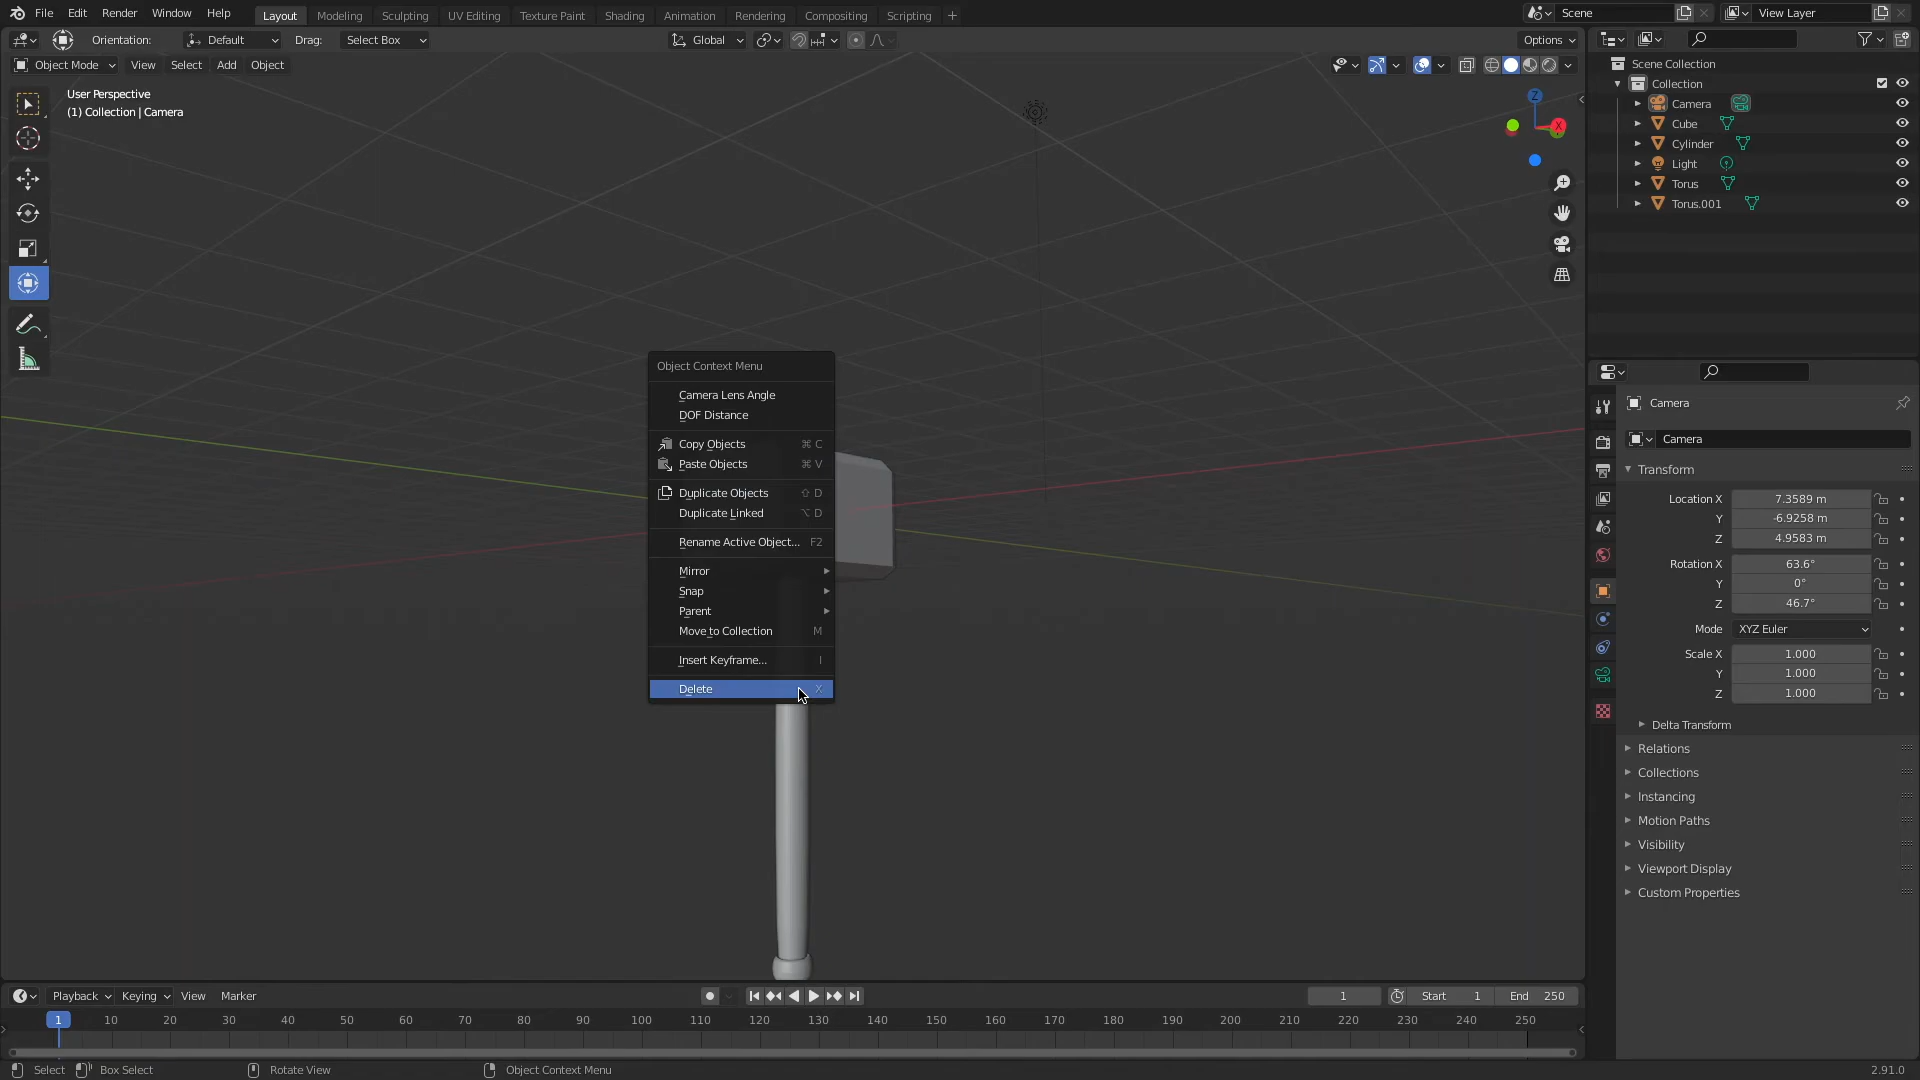 File Edit Render Window Help
Layout Modeling Sculpting UV Editing Texture Paint Shading Animation Rendering Compositing Scripting +
Scene
View Layer
Orientation: Default Drag: Select Box
Global
Options
Object Mode View Select Add Object
User Perspective
(1) Collection | Camera
Z
X
Scene Collection
Collection
Camera
Cube
Cylinder
Light
Torus
Torus.001
Object Context Menu
Camera Lens Angle
DOF Distance
Copy Objects ⌘ C
Paste Objects ⌘ V
Duplicate Objects ⇧ D
Duplicate Linked ⌥ D
Rename Active Object... F2
Mirror
Snap
Parent
Move to Collection M
Insert Keyframe... I
Delete X
Camera
Camera
Transform
Location X 7.3589 m
Y -6.9258 m
Z 4.9583 m
Rotation X 63.6°
Y 0°
Z 46.7°
Mode XYZ Euler
Scale X 1.000
Y 1.000
Z 1.000
Delta Transform
Relations
Collections
Instancing
Motion Paths
Visibility
Viewport Display
Custom Properties
Playback Keying View Marker
1 Start 1 End 250
1 10 20 30 40 50 60 70 80 90 100 110 120 130 140 150 160 170 180 190 200 210 220 230 240 250
Select Box Select Rotate View Object Context Menu 2.91.0